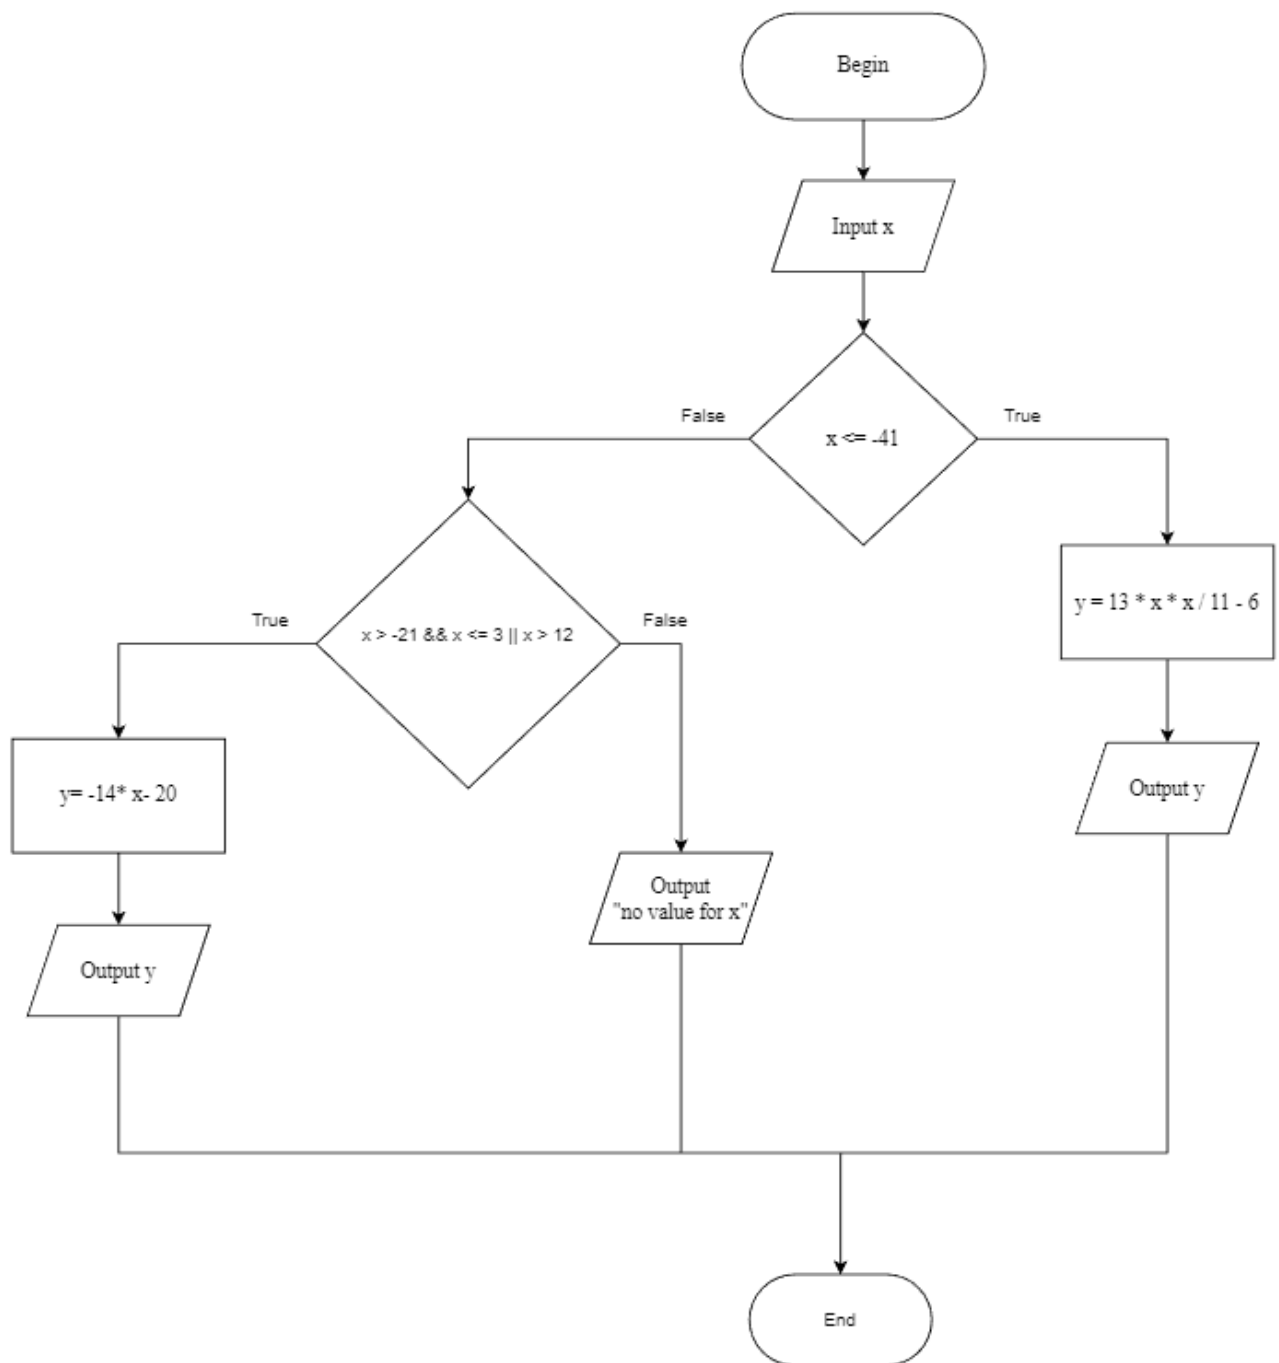 Begin
Input x
False
True
x <= -41
True
x > -21 && x <= 3 || x > 12
False
y = 13 * x * x / 11 - 6
y= -14* x- 20
Output y
Output
"no value for x"
Output y
End